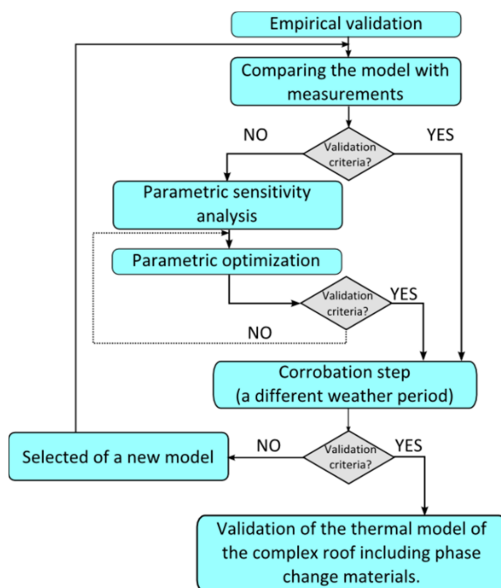 Empirical validation
Comparing the model with
measurements
NO
YES
Validation
criteria?
Parametric sensitivity
analysis
Parametric optimization
Validation
criteria?
YES
NO
Corrobation step
(a different weather period)
NO
YES
Validation
criteria?
Selected of a new model
Validation of the thermal model of
the complex roof including phase
change materials.